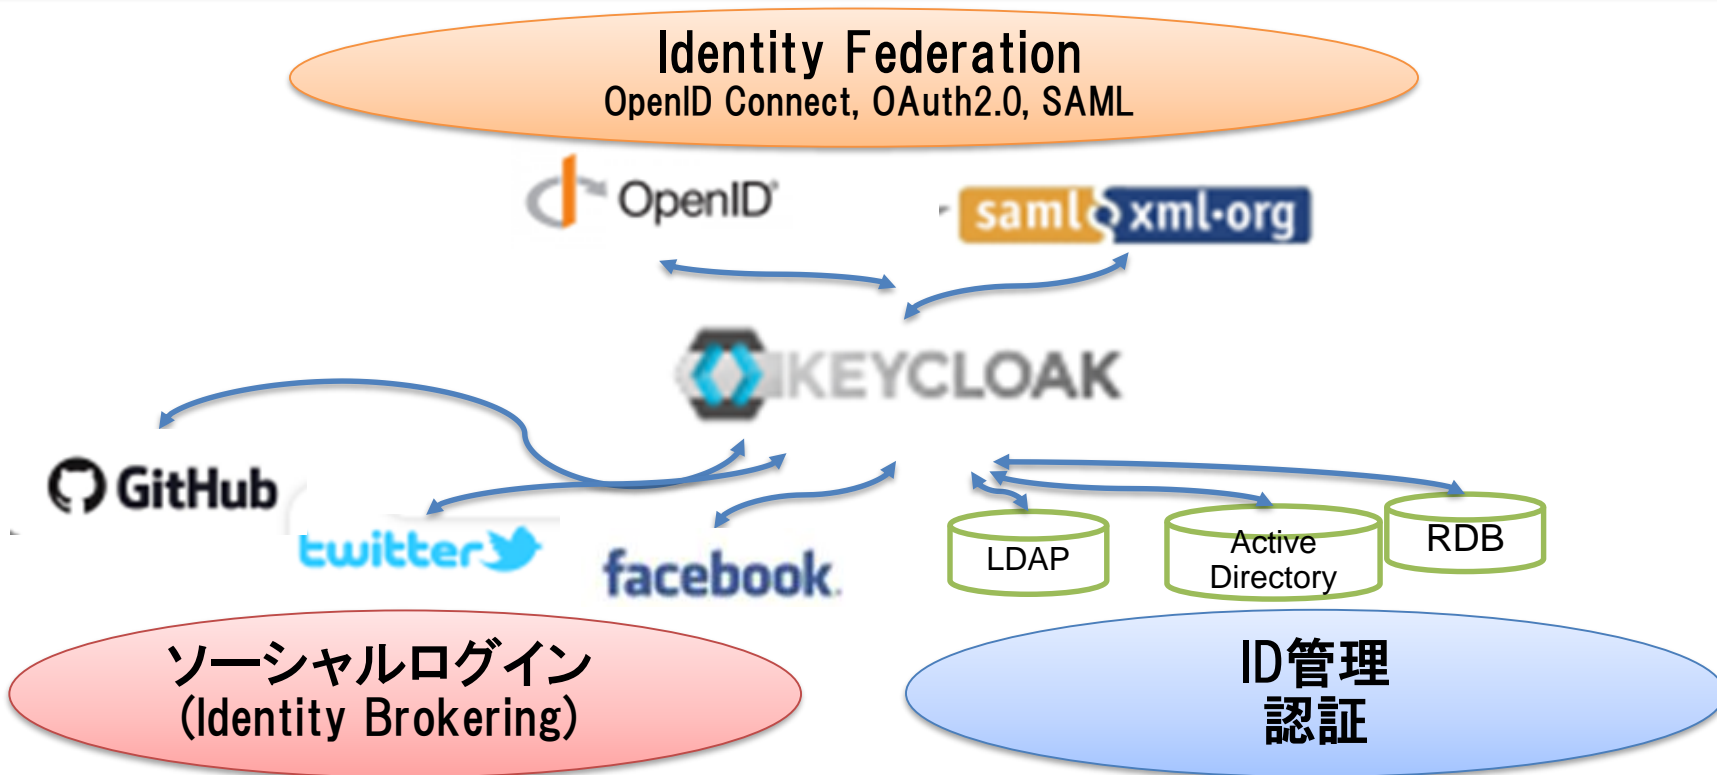 Identity Federation
OpenID Connect, OAuth2.0, SAML
OpenID
saml xml.org
KEYCLOAK
GitHub
twitter
facebook.
LDAP
Active
Directory
RDB
ソーシャルログイン
(Identity Brokering)
ID管理
認証